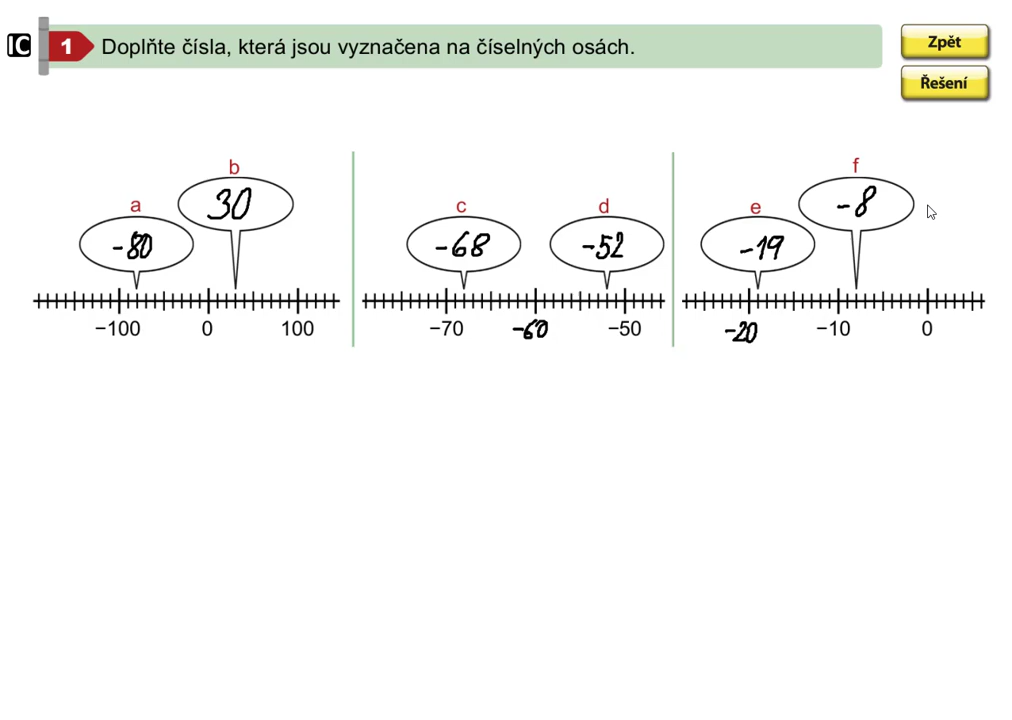 IC
1 Doplňte čísla, která jsou vyznačena na číselných osách.
Zpět
Řešení
a
-80
b
30
−100 0 100
c
-68
d
-52
−70 -60 −50
e
-19
f
-8
-20 −10 0